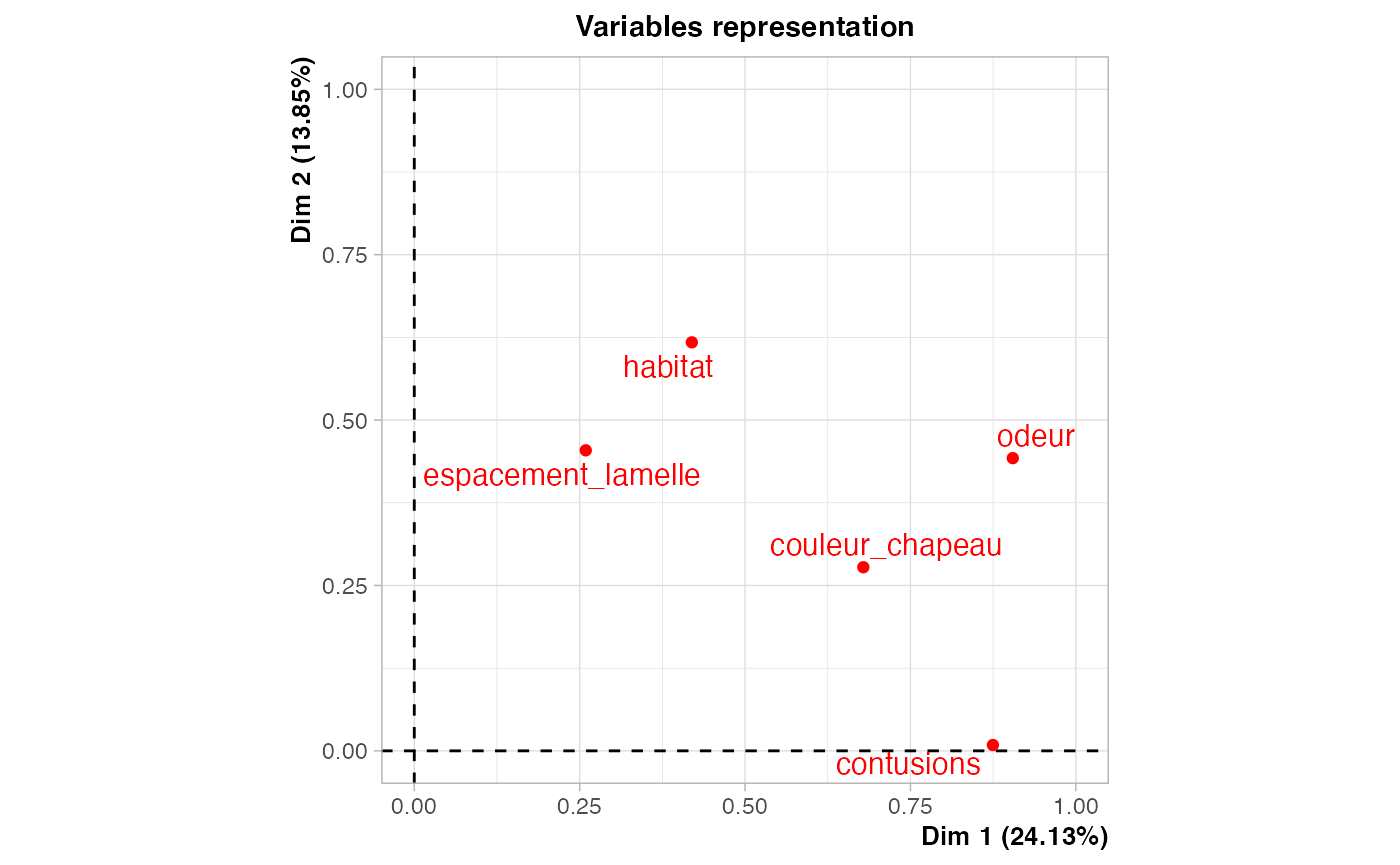 Variables representation
Dim 2 (13.85%)
1.00
0.75
0.50
0.25
0.00
habitat
odeur
espacement_lamelle
couleur_chapeau
contusions
0.00 0.25 0.50 0.75 1.00
Dim 1 (24.13%)